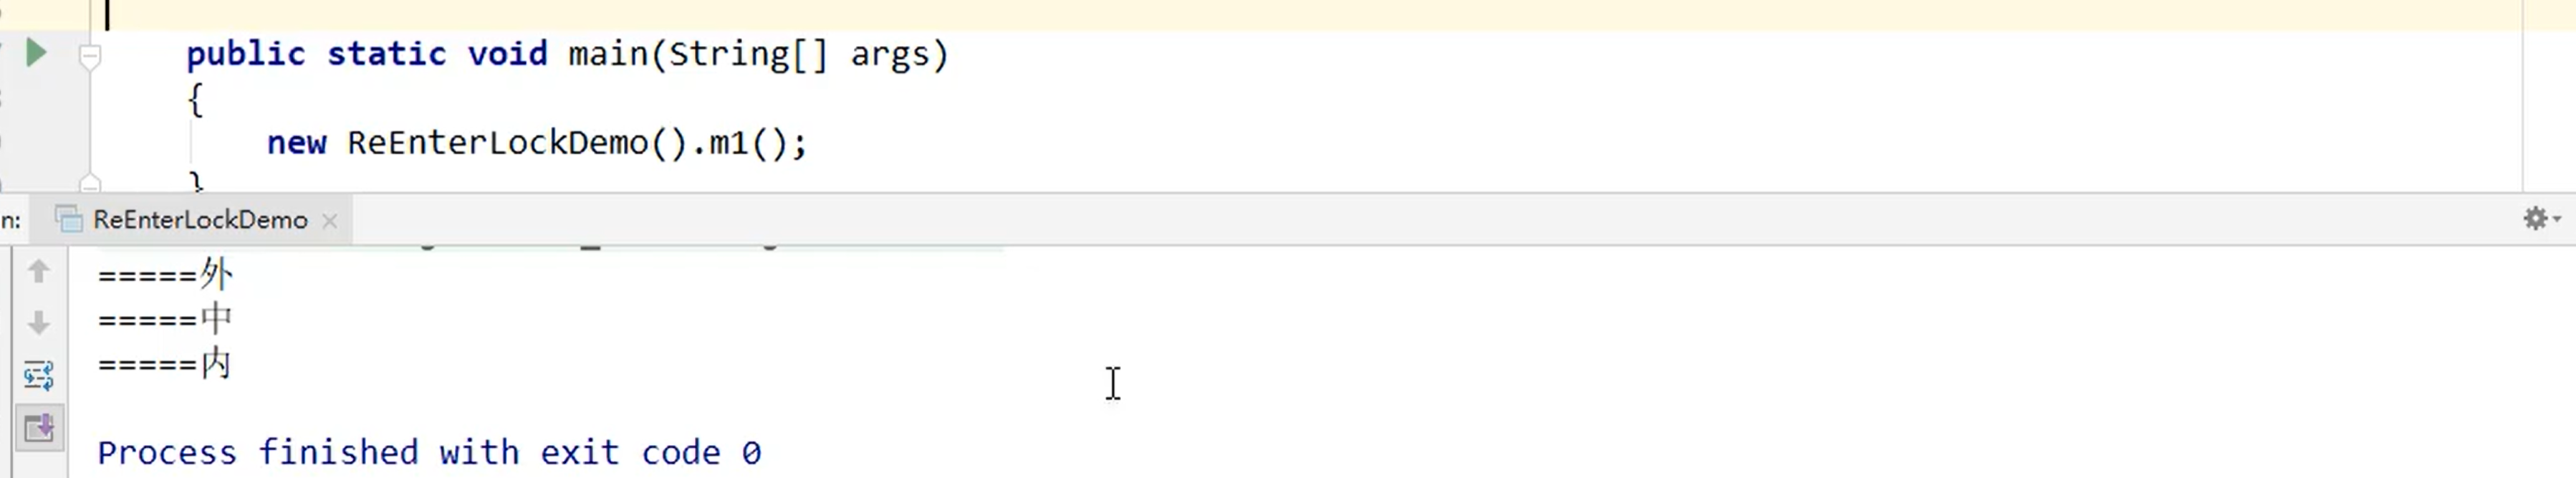 public static void main(String[] args)
{
new ReEnterLockDemo().m1();
}
n: ReEnterLockDemo
=====外
=====中
=====内
Process finished with exit code 0